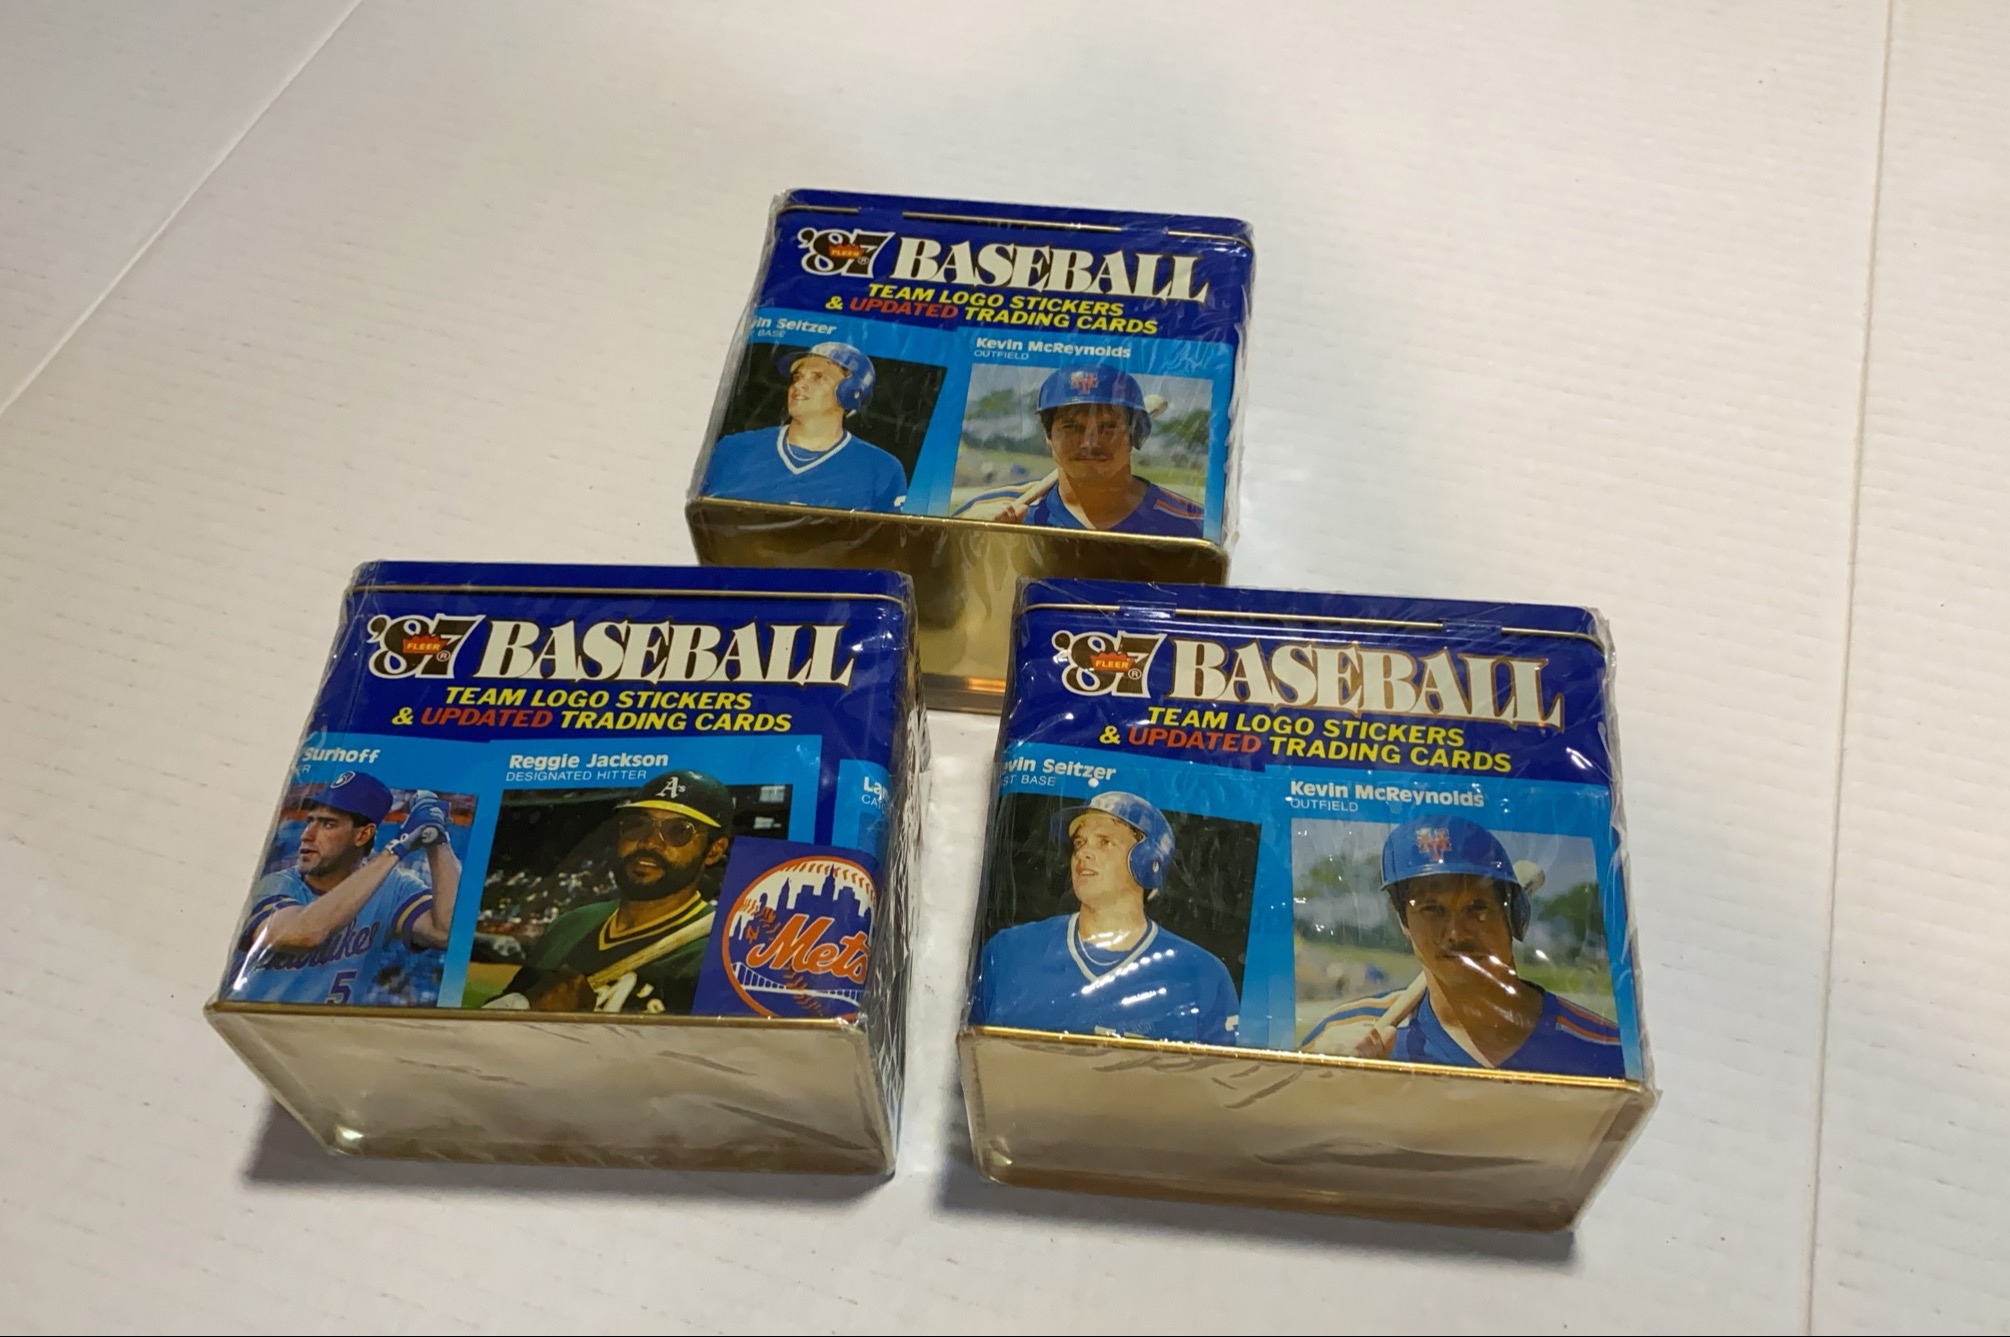 '87 BASEBALL
FLEER®
TEAM LOGO STICKERS
& UPDATED TRADING CARDS
Seitzer
BASE
Kevin McReynolds
OUTFIELD
'87 BASEBALL
FLEER®
TEAM LOGO STICKERS
& UPDATED TRADING CARDS
Surhoff
Reggie Jackson
DESIGNATED HITTER
A's
5
A's
Mets
'87 BASEBALL
FLEER®
TEAM LOGO STICKERS
& UPDATED TRADING CARDS
Seitzer
BASE
Kevin McReynolds
OUTFIELD